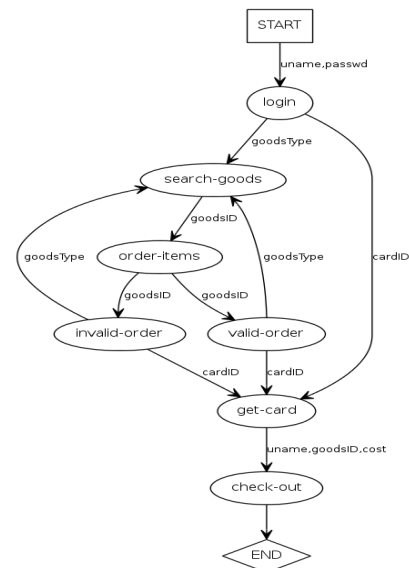 START
uname,passwd
login
goodsType
search-goods
goodsID
order-items
goodsType
goodsType
cardID
goodsID
goodsID
invalid-order
valid-order
cardID
cardID
get-card
uname,goodsID,cost
check-out
END